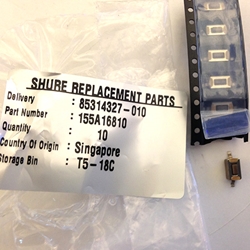 SHURE REPLACEMENT PARTS
Delivery : 85314327-010
Part Number : 155A16810
Quantity : 10
Country Of Origin : Singapore
Storage Bin : T5-18C